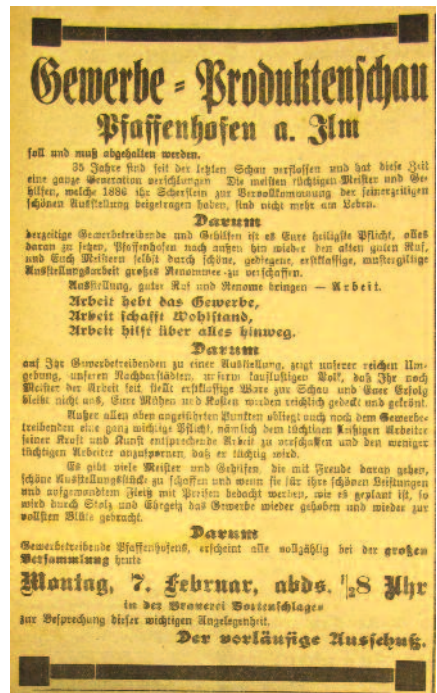 Gewerbe = Produktenschau
Pfaffenhofen a. Ilm
soll und muß abgehalten werden.
35 Jahre sind seit der letzten Schau verflossen und hat diese Zeit
eine ganze Generation verschlungen. Die meisten tüchtigen Meister und Ge-
hilfen, welche 1886 ihr Scherflein zur Vervollkommnung der seinerzeitigen
schönen Ausstellung beigetragen haben, sind nicht mehr am Leben.
Darum
derzeitige Gewerbetreibende und Gehilfen ist es Eure heiligste Pflicht, alles
daran zu setzen, Pfaffenhofen nach außen hin wieder den alten guten Ruf,
und Euch Meistern selbst durch schöne, gediegene, erstklassige, mustergiltige
Ausstellungsarbeit großes Renommee zu verschaffen.
Ausstellung, guter Ruf und Renome bringen — Arbeit.
Arbeit hebt das Gewerbe,
Arbeit schafft Wohlstand,
Arbeit hilft über alles hinweg.
Darum
auf Ihr Gewerbetreibenden zu einer Ausstellung, zeigt unserer reichen Um-
gebung, unseren Nachbarstädten, unserm kauflustigen Volk, daß Ihr noch
Meister der Arbeit seit, stellt erstklassige Ware zur Schau und Euer Erfolg
bleibt nicht aus, Eure Mühen und Kosten werden reichlich gedeckt und gekrönt.
Außer allen oben angeführten Punkten obliegt auch noch dem Gewerbe-
treibenden eine ganz wichtige Pflicht, nämlich dem tüchtigen fleißigen Arbeiter
seiner Kraft und Kunst entsprechende Arbeit zu verschaffen und den weniger
tüchtigen Arbeiter anzuspornen, daß er tüchtig wird.
Es gibt viele Meister und Gehilfen, die mit Freude daran gehen,
schöne Ausstellungsstücke zu schaffen und wenn sie für ihre schönen Leistungen
und aufgewandtem Fleiß mit Preisen bedacht werden, wie es geplant ist, so
wird durch Stolz und Ehrgeiz das Gewerbe wieder gehoben und wieder zur
vollsten Blüte gebracht.
Darum
Gewerbetreibende Pfaffenhofens, erscheint alle vollzählig bei der großen
Versammlung heute
Montag, 7. Februar, abds. 1/28 Uhr
in der Brauerei Bortenschlager
zur Besprechung dieser wichtigen Angelegenheit.
Der vorläufige Ausschuß.